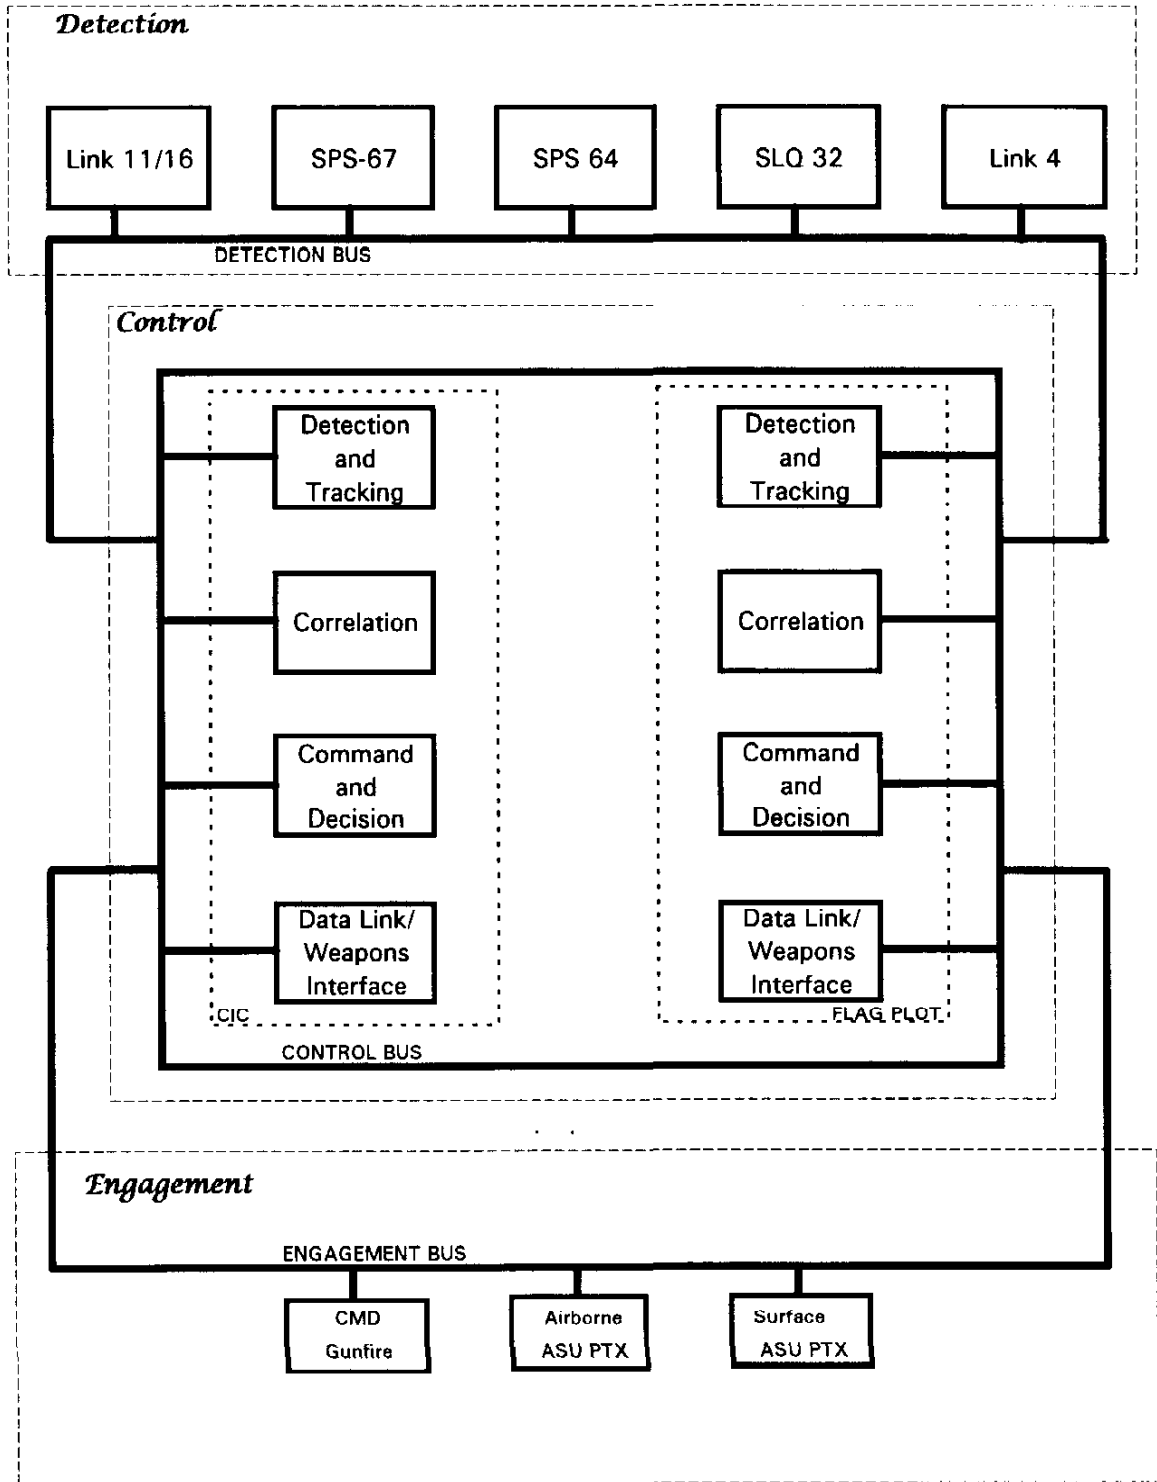 Detection
Link 11/16
SPS-67
SPS 64
SLQ 32
Link 4
DETECTION BUS
Control
Detection
and
Tracking
Correlation
Command
and
Decision
Data Link/
Weapons
Interface
CIC
Detection
and
Tracking
Correlation
Command
and
Decision
Data Link/
Weapons
Interface
FLAG PLOT
CONTROL BUS
Engagement
ENGAGEMENT BUS
CMD
Gunfire
Airborne
ASU PTX
Surface
ASU PTX